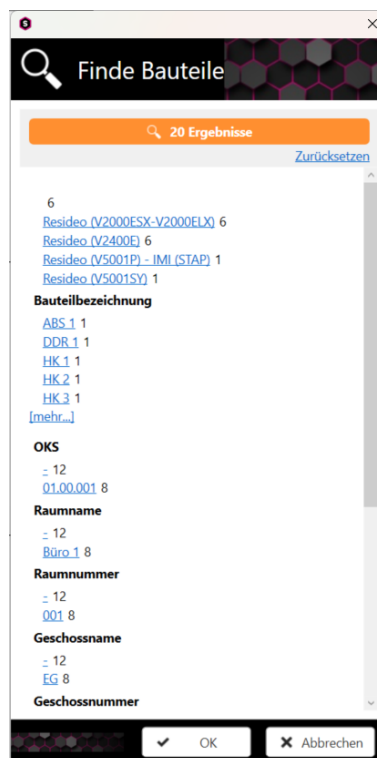 S
Finde Bauteile
20 Ergebnisse
Zurücksetzen
6
Resideo (V2000ESX-V2000ELX) 6
Resideo (V2400E) 6
Resideo (V5001P) - IMI (STAP) 1
Resideo (V5001SY) 1
Bauteilbezeichnung
ABS 1 1
DDR 1 1
HK 1 1
HK 2 1
HK 3 1
[mehr...]
OKS
- 12
01.00.001 8
Raumname
- 12
Büro 1 8
Raumnummer
- 12
001 8
Geschossname
- 12
EG 8
Geschossnummer
OK
Abbrechen